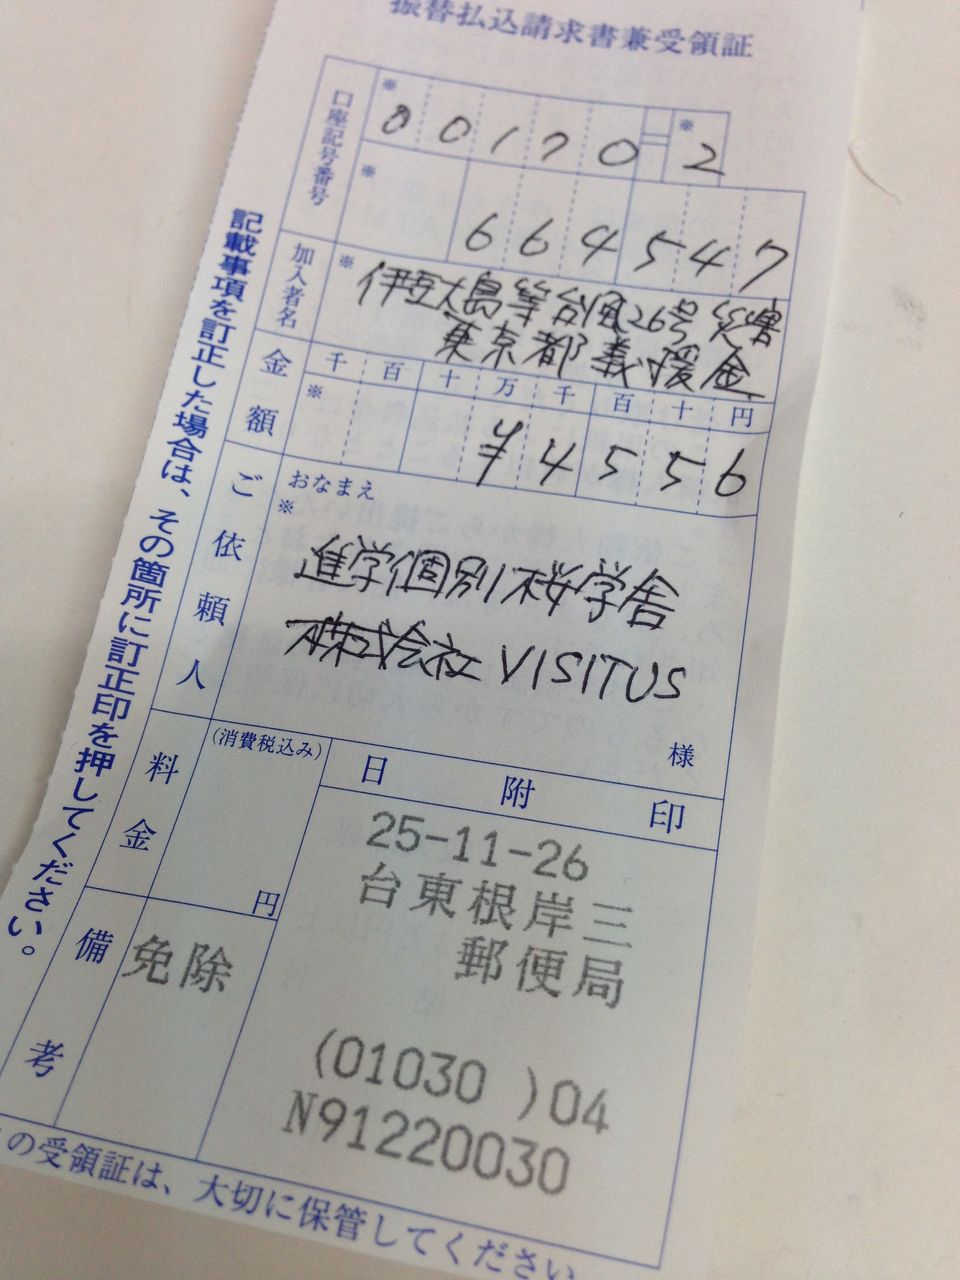 振替払込請求書兼受領証
口座記号番号
※ 00170 ※ 2
※ 664547
加入者名
※ 伊豆大島等台風26号災害
東京都義援金
金額
千百十万千百十円
※ ¥4556
ご依頼人
おなまえ
※
進学個別桜学舎
株式会社 VISITUS
様
料金
(消費税込み)
円
日附印
25-11-26
台東根岸三
郵便局
(01030 )04
N91220030
備考
免除
記載事項を訂正した場合は、その箇所に訂正印を押してください。
の受領証は、大切に保管してください